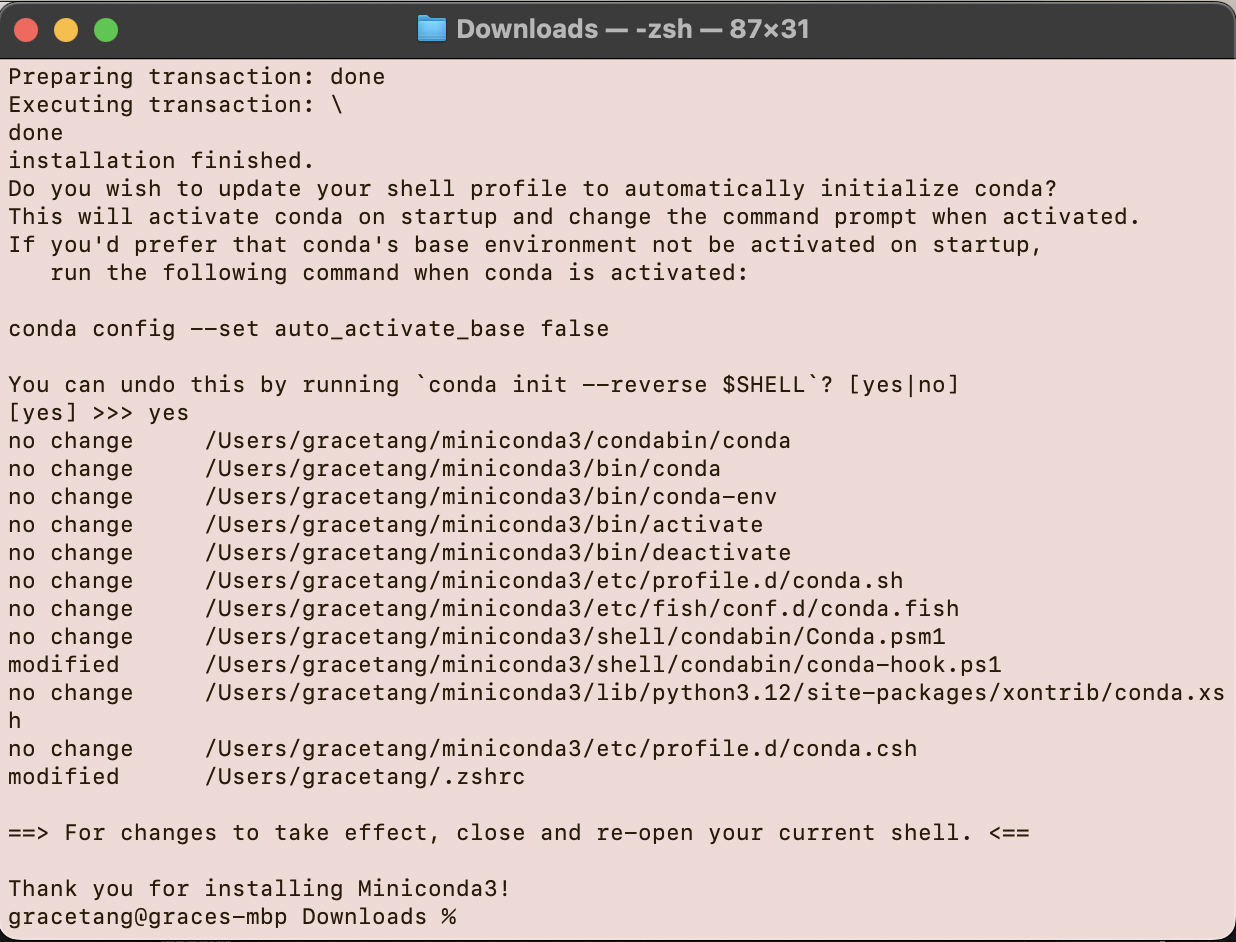 Downloads — -zsh — 87×31
Preparing transaction: done
Executing transaction: \
done
installation finished.
Do you wish to update your shell profile to automatically initialize conda?
This will activate conda on startup and change the command prompt when activated.
If you'd prefer that conda's base environment not be activated on startup,
   run the following command when conda is activated:

conda config --set auto_activate_base false

You can undo this by running `conda init --reverse $SHELL`? [yes|no]
[yes] >>> yes
no change     /Users/gracetang/miniconda3/condabin/conda
no change     /Users/gracetang/miniconda3/bin/conda
no change     /Users/gracetang/miniconda3/bin/conda-env
no change     /Users/gracetang/miniconda3/bin/activate
no change     /Users/gracetang/miniconda3/bin/deactivate
no change     /Users/gracetang/miniconda3/etc/profile.d/conda.sh
no change     /Users/gracetang/miniconda3/etc/fish/conf.d/conda.fish
no change     /Users/gracetang/miniconda3/shell/condabin/Conda.psm1
modified      /Users/gracetang/miniconda3/shell/condabin/conda-hook.ps1
no change     /Users/gracetang/miniconda3/lib/python3.12/site-packages/xontrib/conda.xs
h
no change     /Users/gracetang/miniconda3/etc/profile.d/conda.csh
modified      /Users/gracetang/.zshrc

==> For changes to take effect, close and re-open your current shell. <==

Thank you for installing Miniconda3!
gracetang@graces-mbp Downloads %